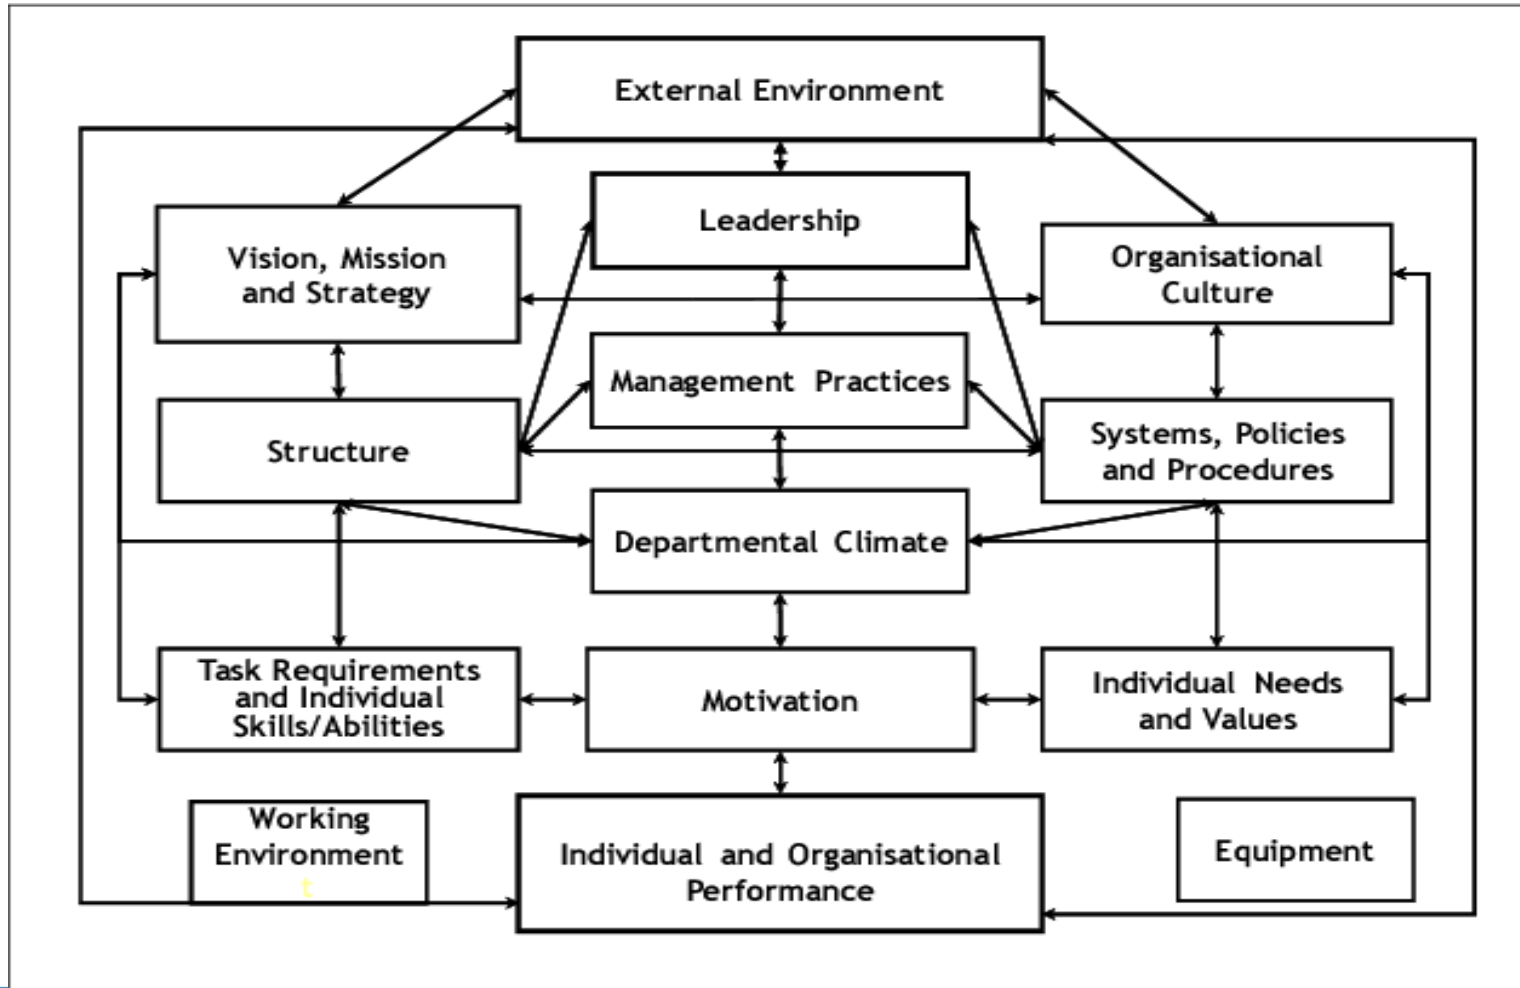 External Environment
Leadership
Vision, Mission
and Strategy
Organisational
Culture
Management Practices
Structure
Systems, Policies
and Procedures
Departmental Climate
Task Requirements
and Individual
Skills/Abilities
Motivation
Individual Needs
and Values
Working
Environment
t
Individual and Organisational
Performance
Equipment